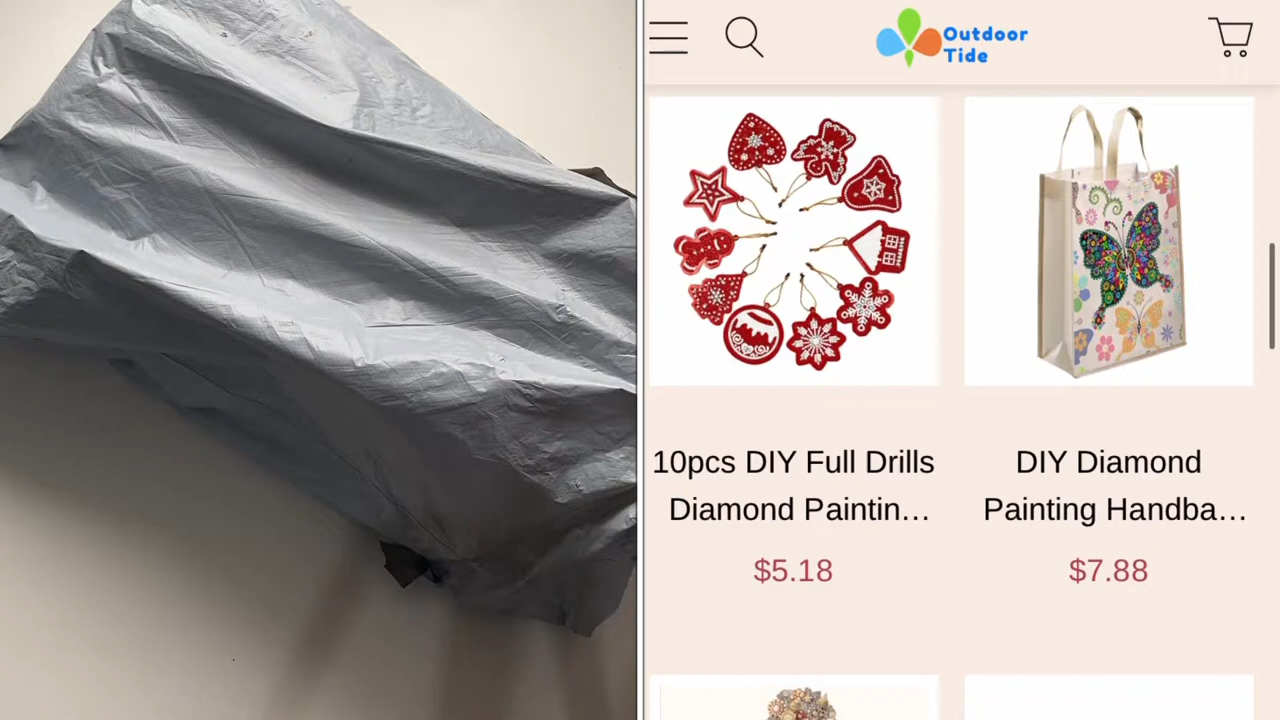 Outdoor
Tide
10pcs DIY Full Drills
Diamond Paintin...
$5.18
DIY Diamond
Painting Handba...
$7.88